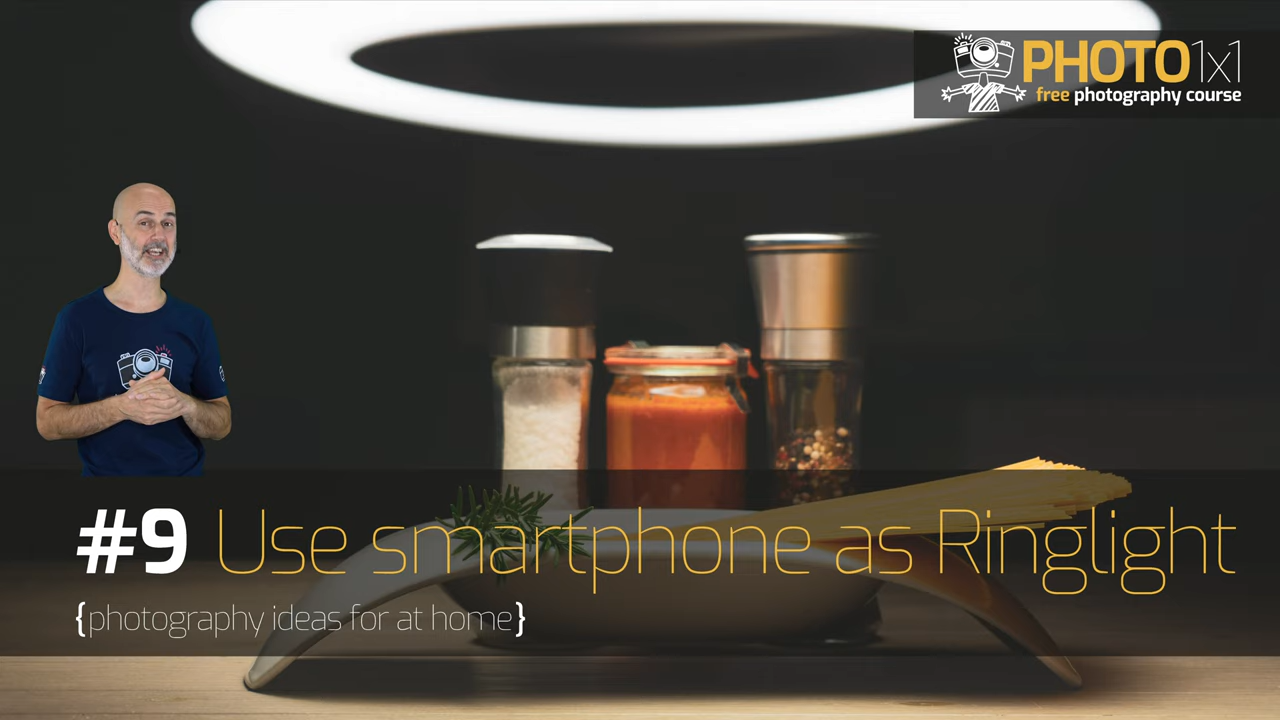 PHOTO1x1
free photography course
#9 Use smartphone as Ringlight
{photography ideas for at home}